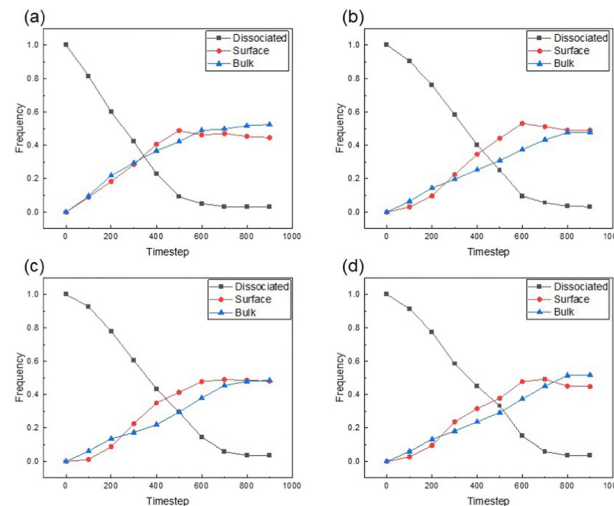 (a)
Dissociated
Surface
Bulk
1.0
0.8
0.6
0.4
0.2
0.0
Frequency
0 200 400 600 800 1000
Timestep
(b)
Dissociated
Surface
Bulk
1.0
0.8
0.6
0.4
0.2
0.0
Frequency
0 200 400 600 800 1000
Timestep
(c)
Dissociated
Surface
Bulk
1.0
0.8
0.6
0.4
0.2
0.0
Frequency
0 200 400 600 800 1000
Timestep
(d)
Dissociated
Surface
Bulk
1.0
0.8
0.6
0.4
0.2
0.0
Frequency
0 200 400 600 800 100
Timestep